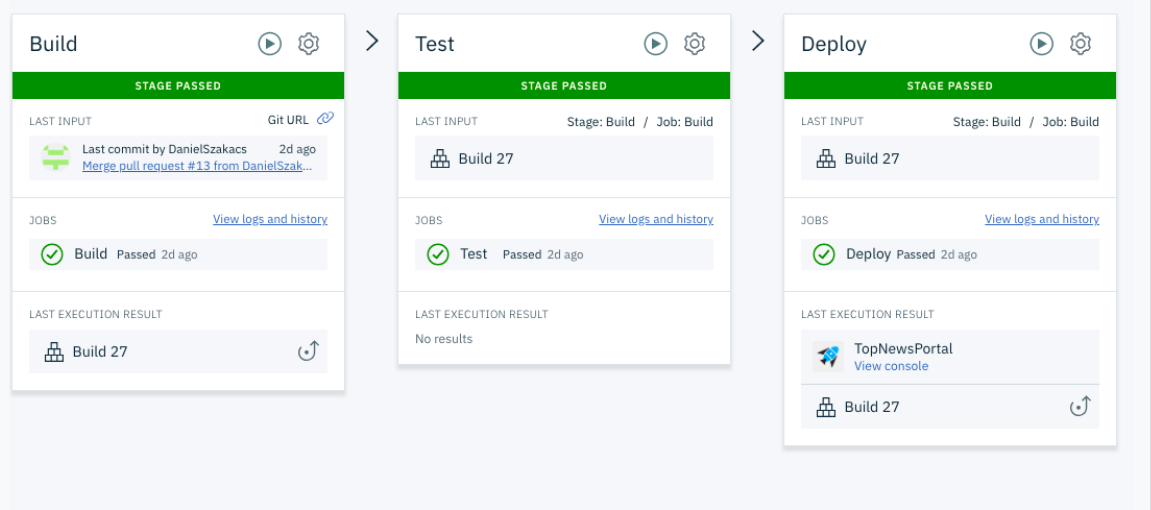 Build
STAGE PASSED
LAST INPUT Git URL
Last commit by DanielSzakacs 2d ago
Merge pull request #13 from DanielSzak...
JOBS View logs and history
Build Passed 2d ago
LAST EXECUTION RESULT
Build 27
Test
STAGE PASSED
LAST INPUT Stage: Build / Job: Build
Build 27
JOBS View logs and history
Test Passed 2d ago
LAST EXECUTION RESULT
No results
Deploy
STAGE PASSED
LAST INPUT Stage: Build / Job: Build
Build 27
JOBS View logs and history
Deploy Passed 2d ago
LAST EXECUTION RESULT
TopNewsPortal
View console
Build 27